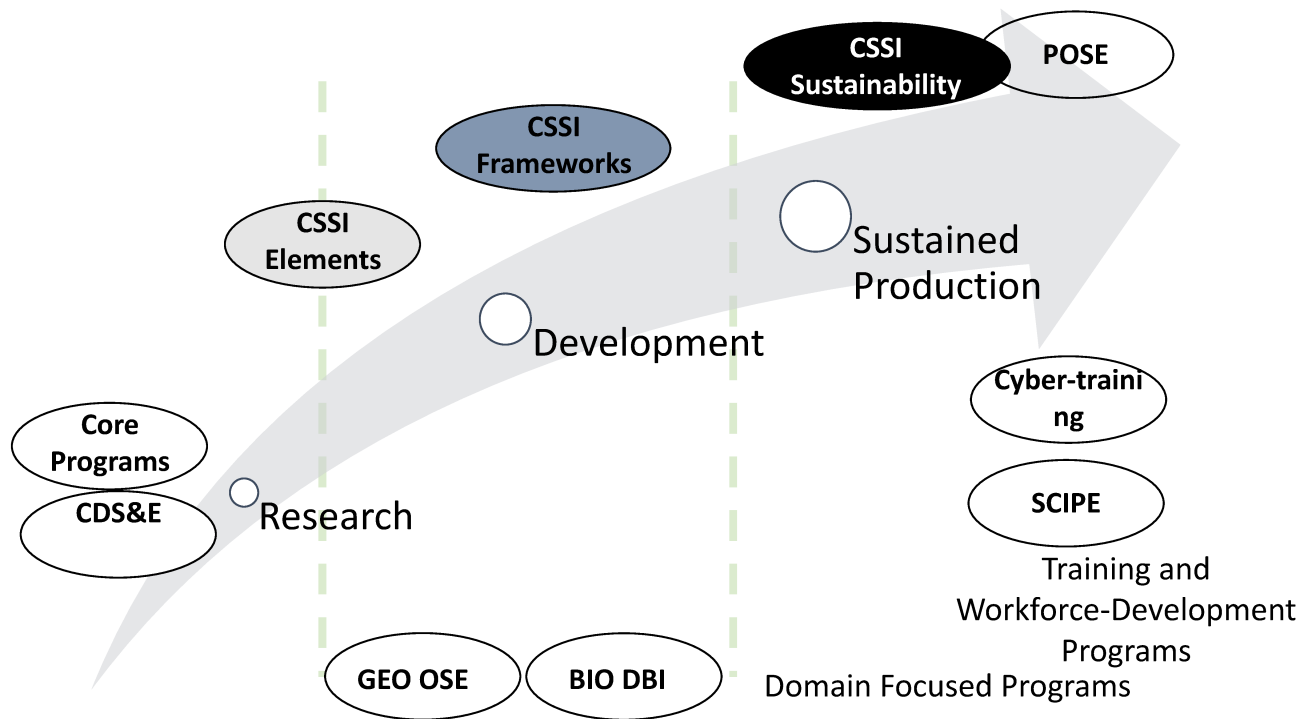 CSSI
Sustainability
POSE
CSSI
Frameworks
CSSI
Elements
Sustained
Production
Development
Cyber-traini
ng
Core
Programs
CDS&E
Research
SCIPE
Training and
Workforce-Development
Programs
GEO OSE
BIO DBI
Domain Focused Programs